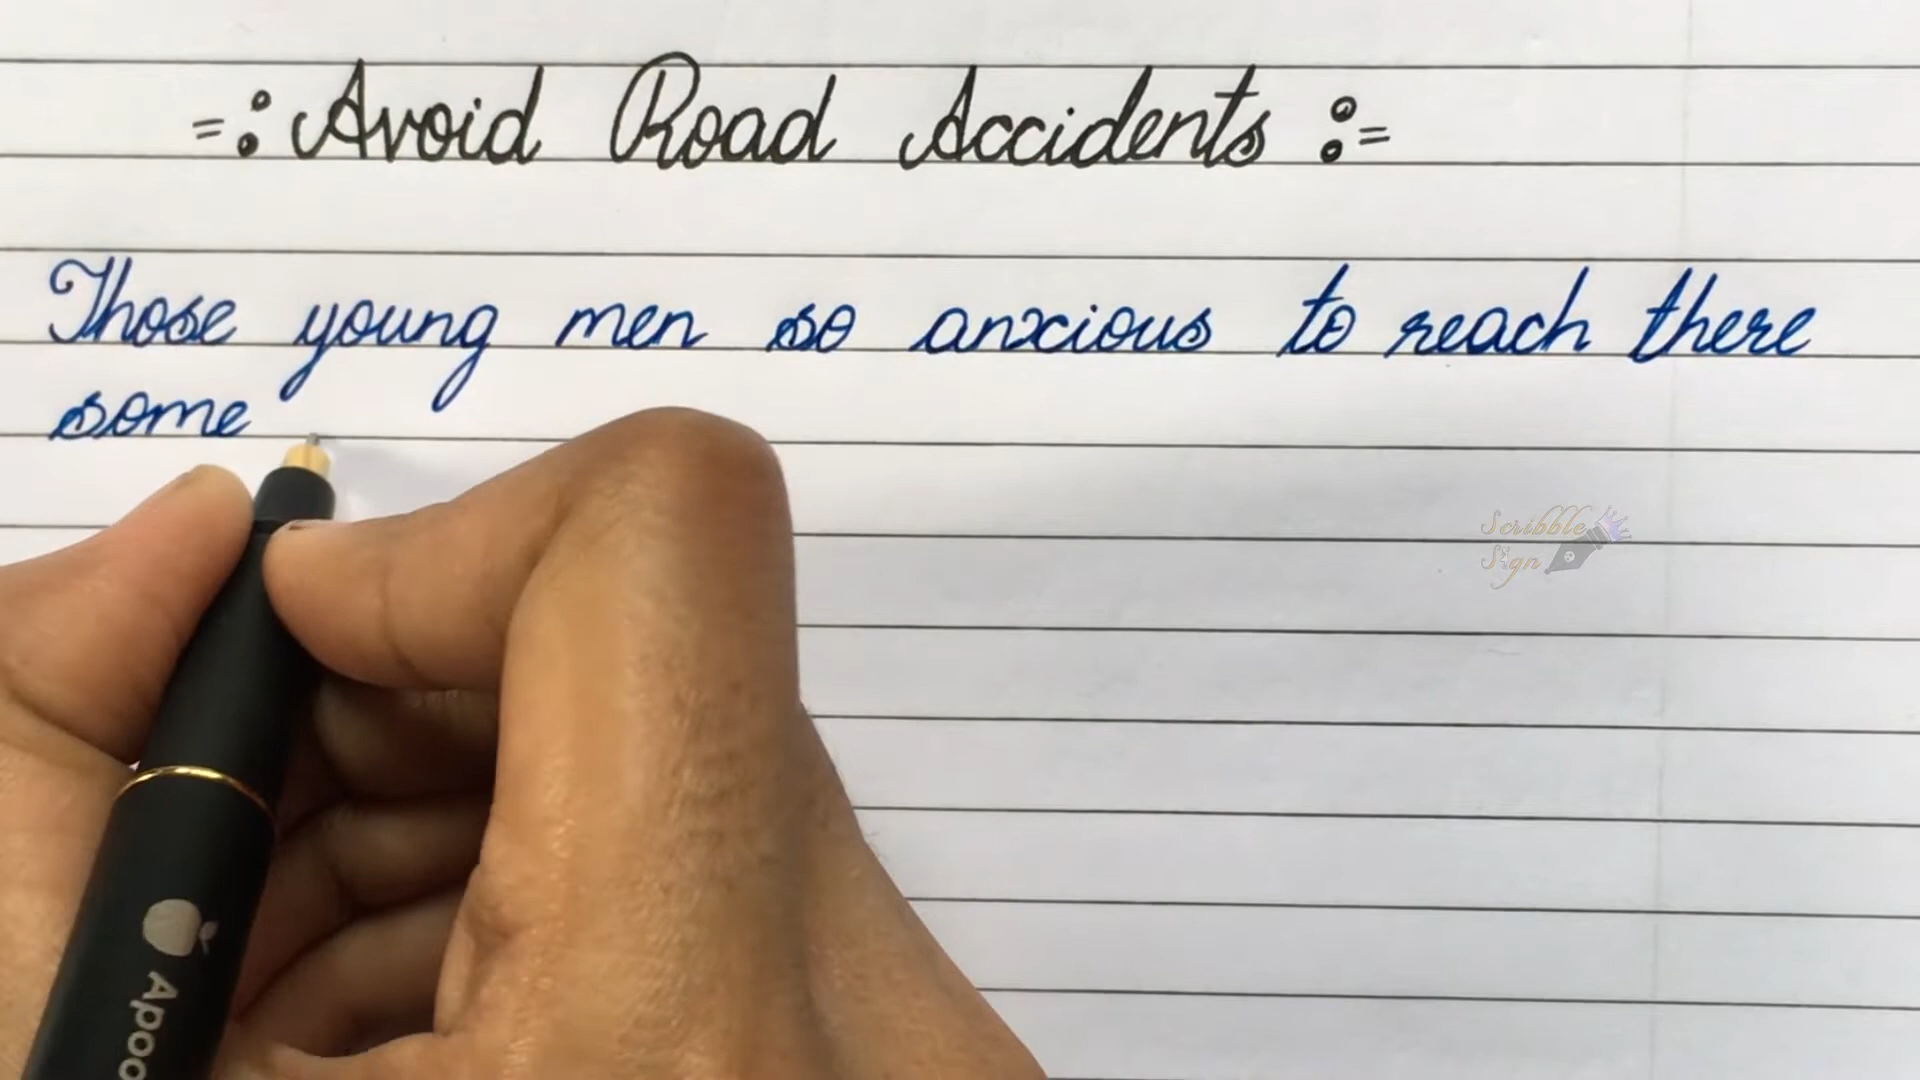 =: Avoid Road Accidents :=
Those young men so anxious to reach there
some
Scribble
Sign
Apoo